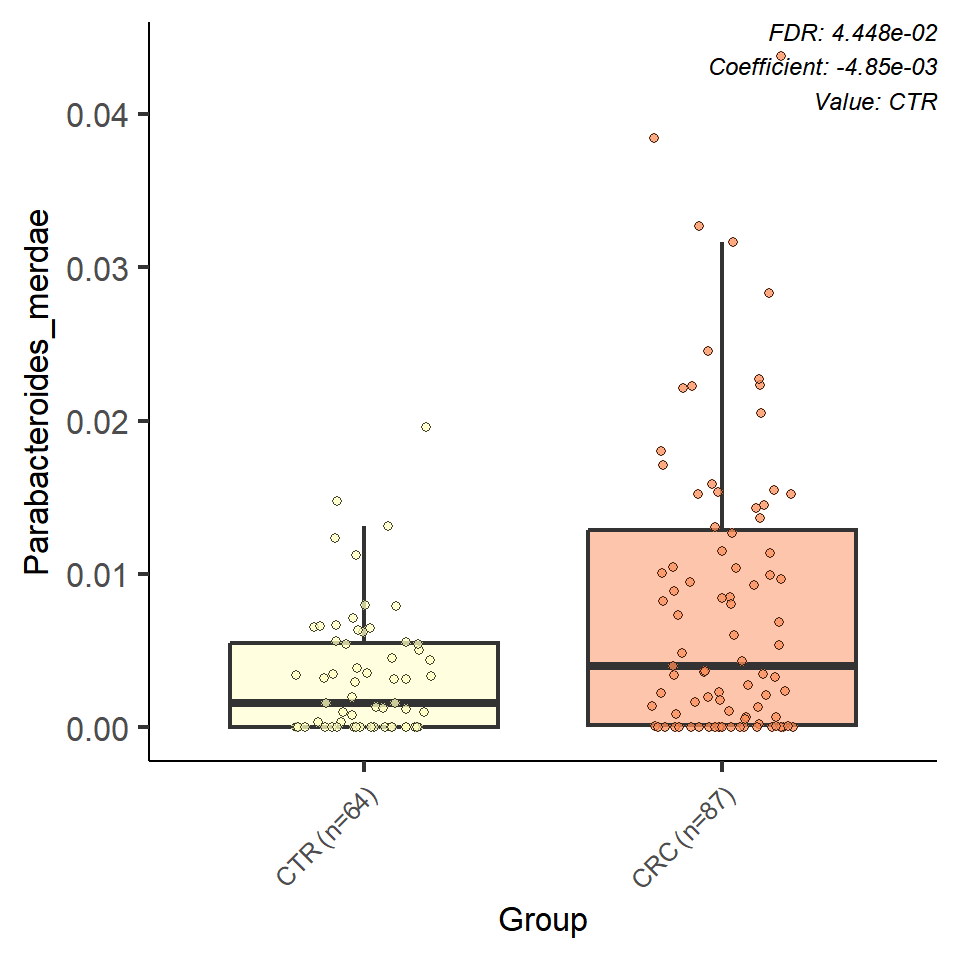 FDR: 4.448e-02
Coefficient: -4.85e-03
Value: CTR
Parabacteroides_merdae
0.04
0.03
0.02
0.01
0.00
CTR (n=64)
CRC (n=87)
Group